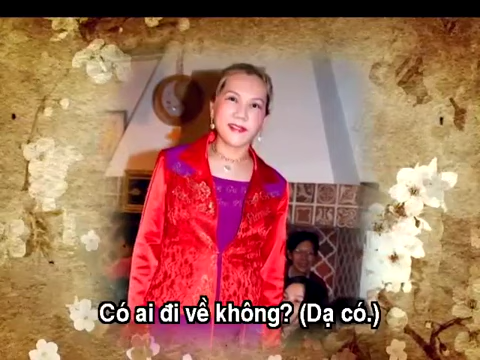 Có ai đi về không? (Dạ có.)